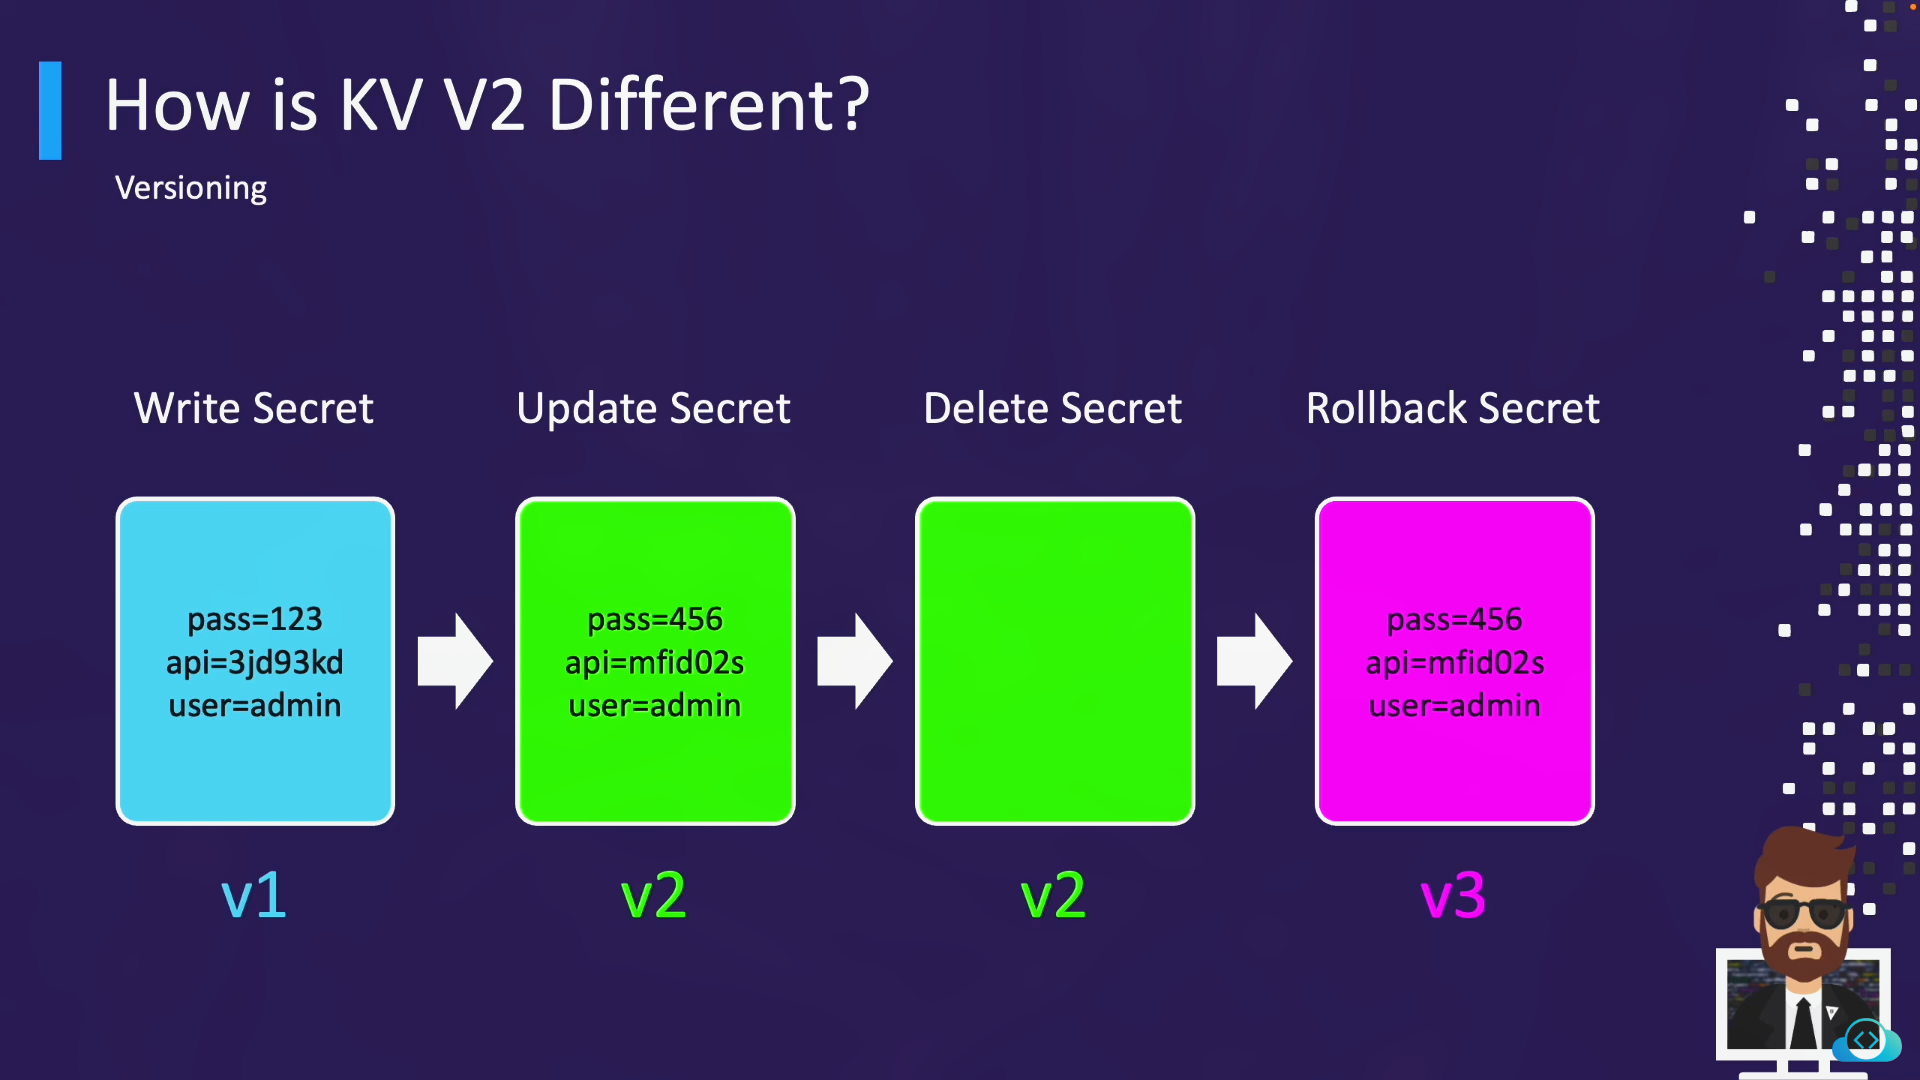 How is KV V2 Different?
Versioning
Write Secret
Update Secret
Delete Secret
Rollback Secret
pass=123
api=3jd93kd
user=admin
pass=456
api=mfid02s
user=admin
pass=456
api=mfid02s
user=admin
v1
v2
v2
v3